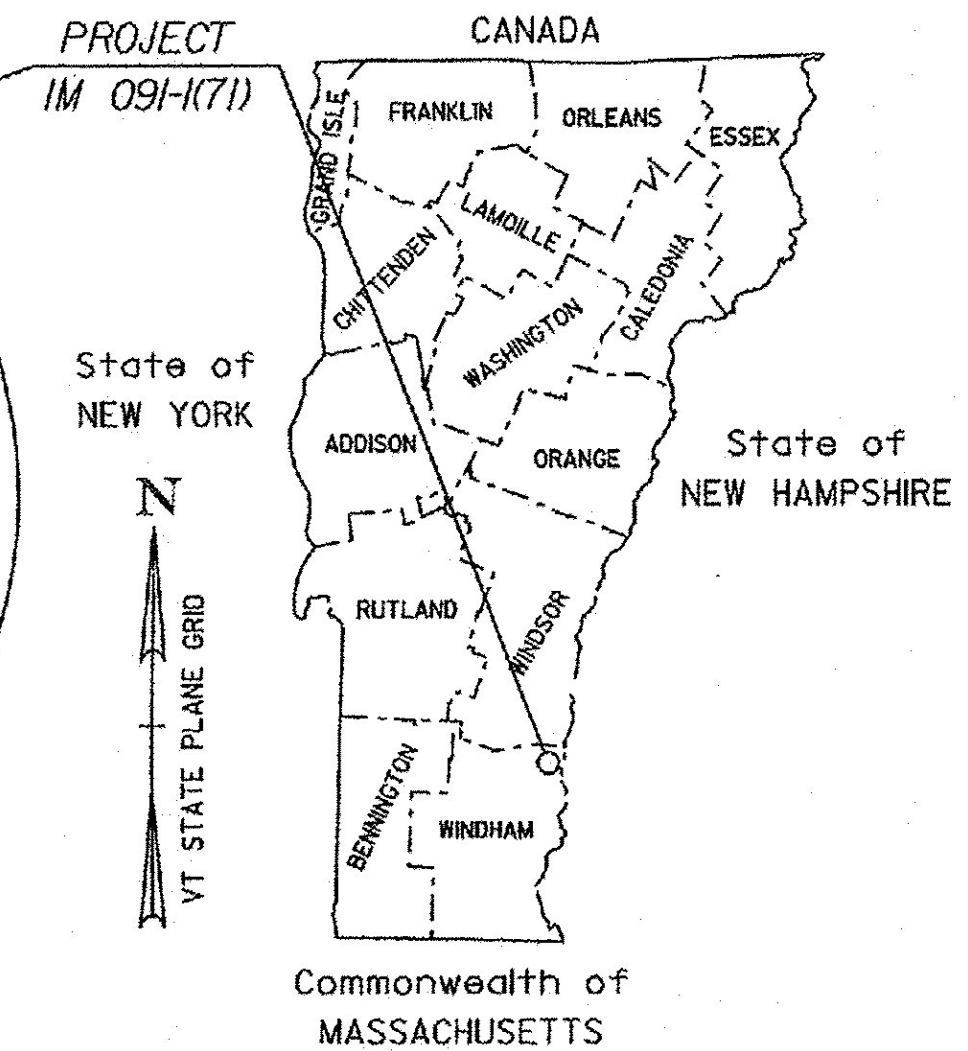 PROJECT
IM 091-1(71)
CANADA
GRAND ISLE
FRANKLIN
ORLEANS
ESSEX
LAMOILLE
CHITTENDEN
CALEDONIA
WASHINGTON
State of
NEW YORK
ADDISON
ORANGE
State of
NEW HAMPSHIRE
N
VT STATE PLANE GRID
RUTLAND
WINDSOR
BENNINGTON
WINDHAM
Commonwealth of
MASSACHUSETTS